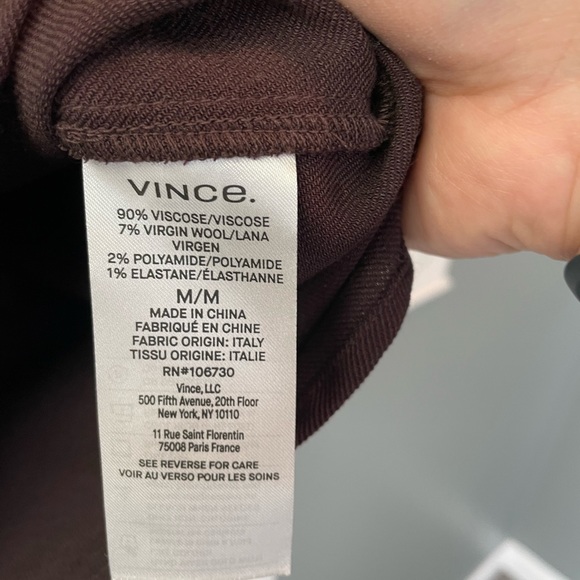 VINCE.
90% VISCOSE/VISCOSE
7% VIRGIN WOOL/LANA
VIRGEN
2% POLYAMIDE/POLYAMIDE
1% ELASTANE/ÉLASTHANNE
M/M
MADE IN CHINA
FABRIQUÉ EN CHINE
FABRIC ORIGIN: ITALY
TISSU ORIGINE: ITALIE
RN#106730
Vince, LLC
500 Fifth Avenue, 20th Floor
New York, NY 10110
11 Rue Saint Florentin
75008 Paris France
SEE REVERSE FOR CARE
VOIR AU VERSO POUR LES SOINS